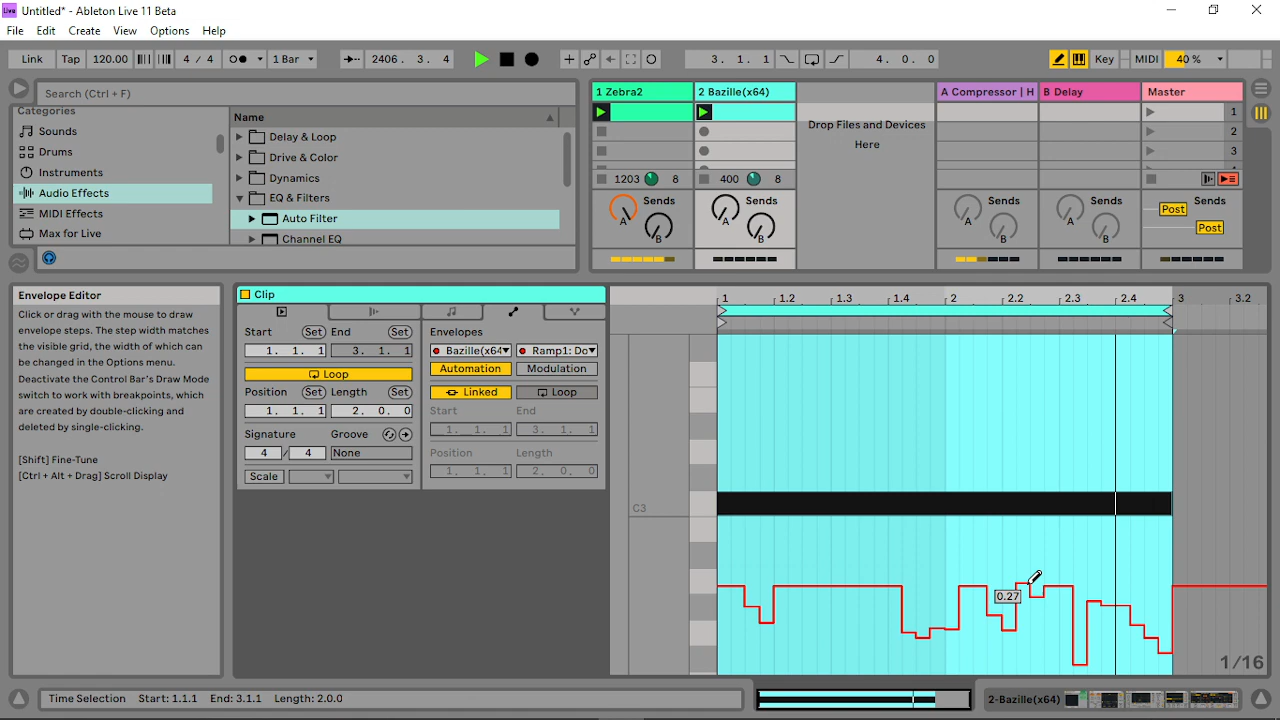 Live Untitled* - Ableton Live 11 Beta
File Edit Create View Options Help
Link Tap 120.00 4 / 4 1 Bar 2406. 3. 4 3. 1. 1 4. 0. 0 Key MIDI 40 %
Search (Ctrl + F)
Categories
Sounds
Drums
Instruments
Audio Effects
MIDI Effects
Max for Live
Name
Delay & Loop
Drive & Color
Dynamics
EQ & Filters
Auto Filter
Channel EQ
1 Zebra2 2 Bazille(x64) A Compressor | H B Delay Master
Drop Files and Devices
Here
1
2
3
1203 8 400 8
Sends Sends Sends Sends Sends
A B A B A B A B Post Post
Envelope Editor
Click or drag with the mouse to draw
envelope steps. The step width matches
the visible grid, the width of which can
be changed in the Options menu.
Deactivate the Control Bar's Draw Mode
switch to work with breakpoints, which
are created by double-clicking and
deleted by single-clicking.
[Shift] Fine-Tune
[Ctrl + Alt + Drag] Scroll Display
Clip
Start Set End Set
1. 1. 1 3. 1. 1
Loop
Position Set Length Set
1. 1. 1 2. 0. 0
Signature Groove
4 / 4 None
Scale
Envelopes
Bazille(x64 Ramp1: Do
Automation Modulation
Linked Loop
Start End
1. 1. 1 3. 1. 1
Position Length
1. 1. 1 2. 0. 0
1 1.2 1.3 1.4 2 2.2 2.3 2.4 3 3.2
C3
0.27
1/16
Time Selection Start: 1.1.1 End: 3.1.1 Length: 2.0.0
2-Bazille(x64)